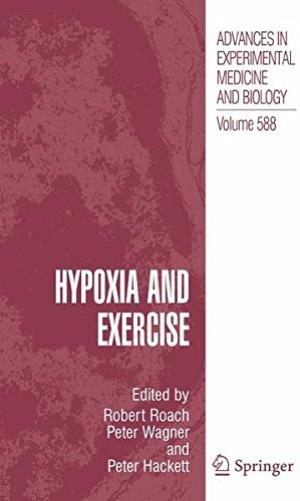 ADVANCES IN
EXPERIMENTAL
MEDICINE
AND BIOLOGY
Volume 588
HYPOXIA AND
EXERCISE
Edited by
Robert Roach
Peter Wagner
and
Peter Hackett
Springer